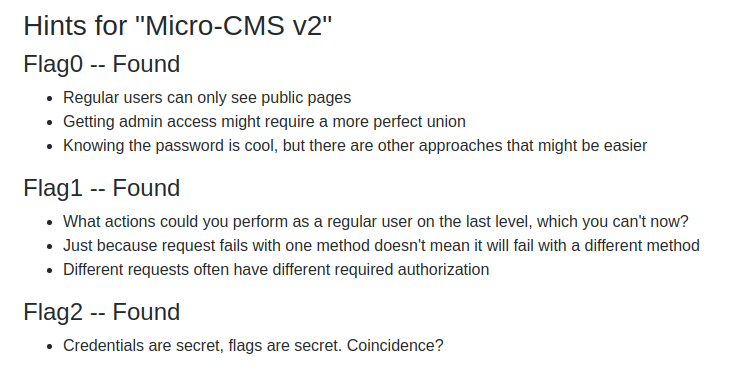 Hints for "Micro-CMS v2"
Flag0 -- Found
• Regular users can only see public pages
• Getting admin access might require a more perfect union
• Knowing the password is cool, but there are other approaches that might be easier
Flag1 -- Found
• What actions could you perform as a regular user on the last level, which you can't now?
• Just because request fails with one method doesn't mean it will fail with a different method
• Different requests often have different required authorization
Flag2 -- Found
• Credentials are secret, flags are secret. Coincidence?